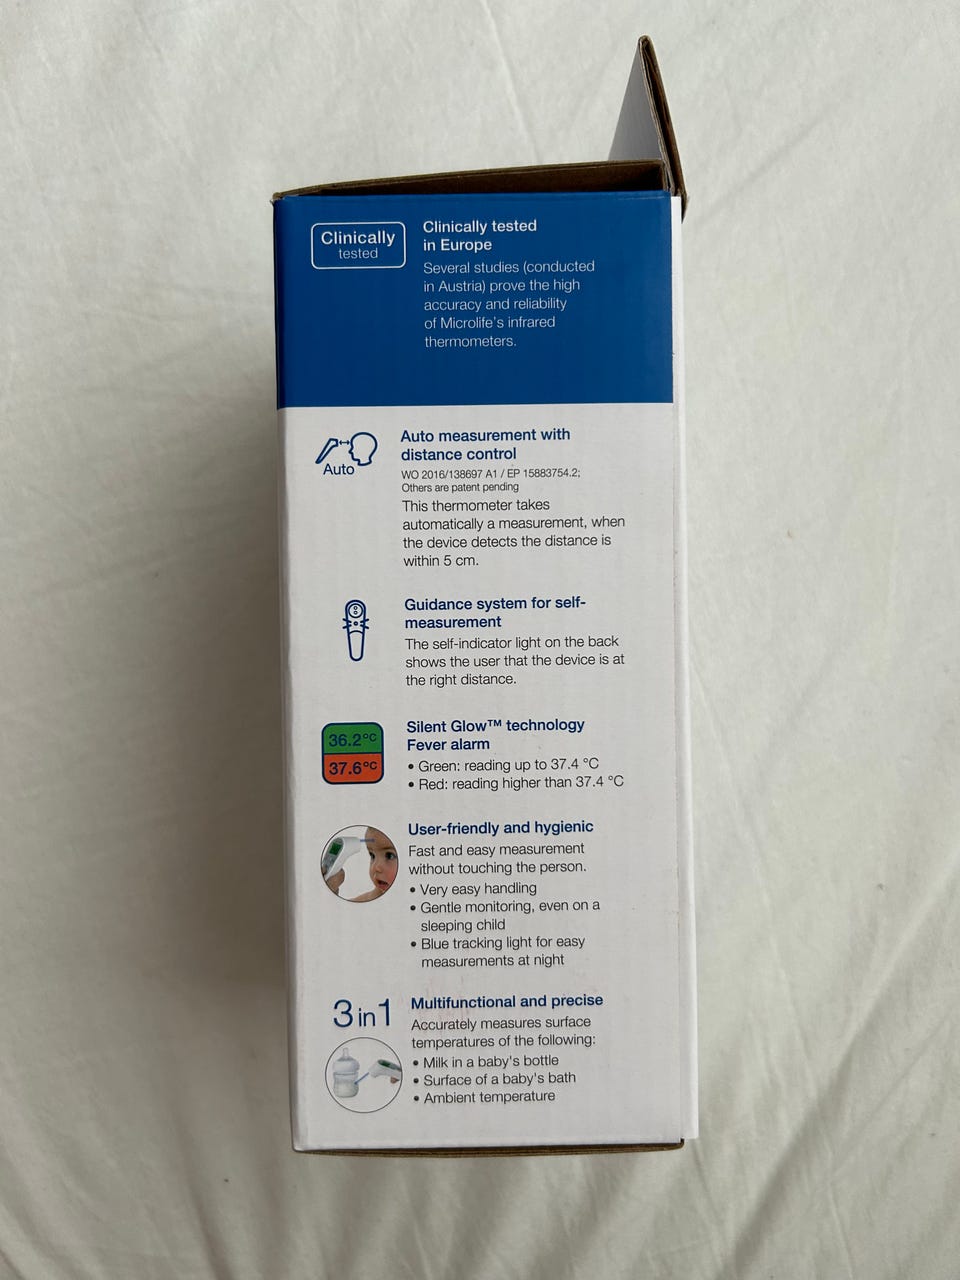 Clinically
tested
Clinically tested
in Europe
Several studies (conducted
in Austria) prove the high
accuracy and reliability
of Microlife's infrared
thermometers.
Auto
Auto measurement with
distance control
WO 2016/138697 A1 / EP 15883754.2;
Others are patent pending
This thermometer takes
automatically a measurement, when
the device detects the distance is
within 5 cm.
Guidance system for self-
measurement
The self-indicator light on the back
shows the user that the device is at
the right distance.
36.2°C
37.6°C
Silent Glow™ technology
Fever alarm
• Green: reading up to 37.4 °C
• Red: reading higher than 37.4 °C
User-friendly and hygienic
Fast and easy measurement
without touching the person.
• Very easy handling
• Gentle monitoring, even on a
sleeping child
• Blue tracking light for easy
measurements at night
3 in 1
Multifunctional and precise
Accurately measures surface
temperatures of the following:
• Milk in a baby's bottle
• Surface of a baby's bath
• Ambient temperature